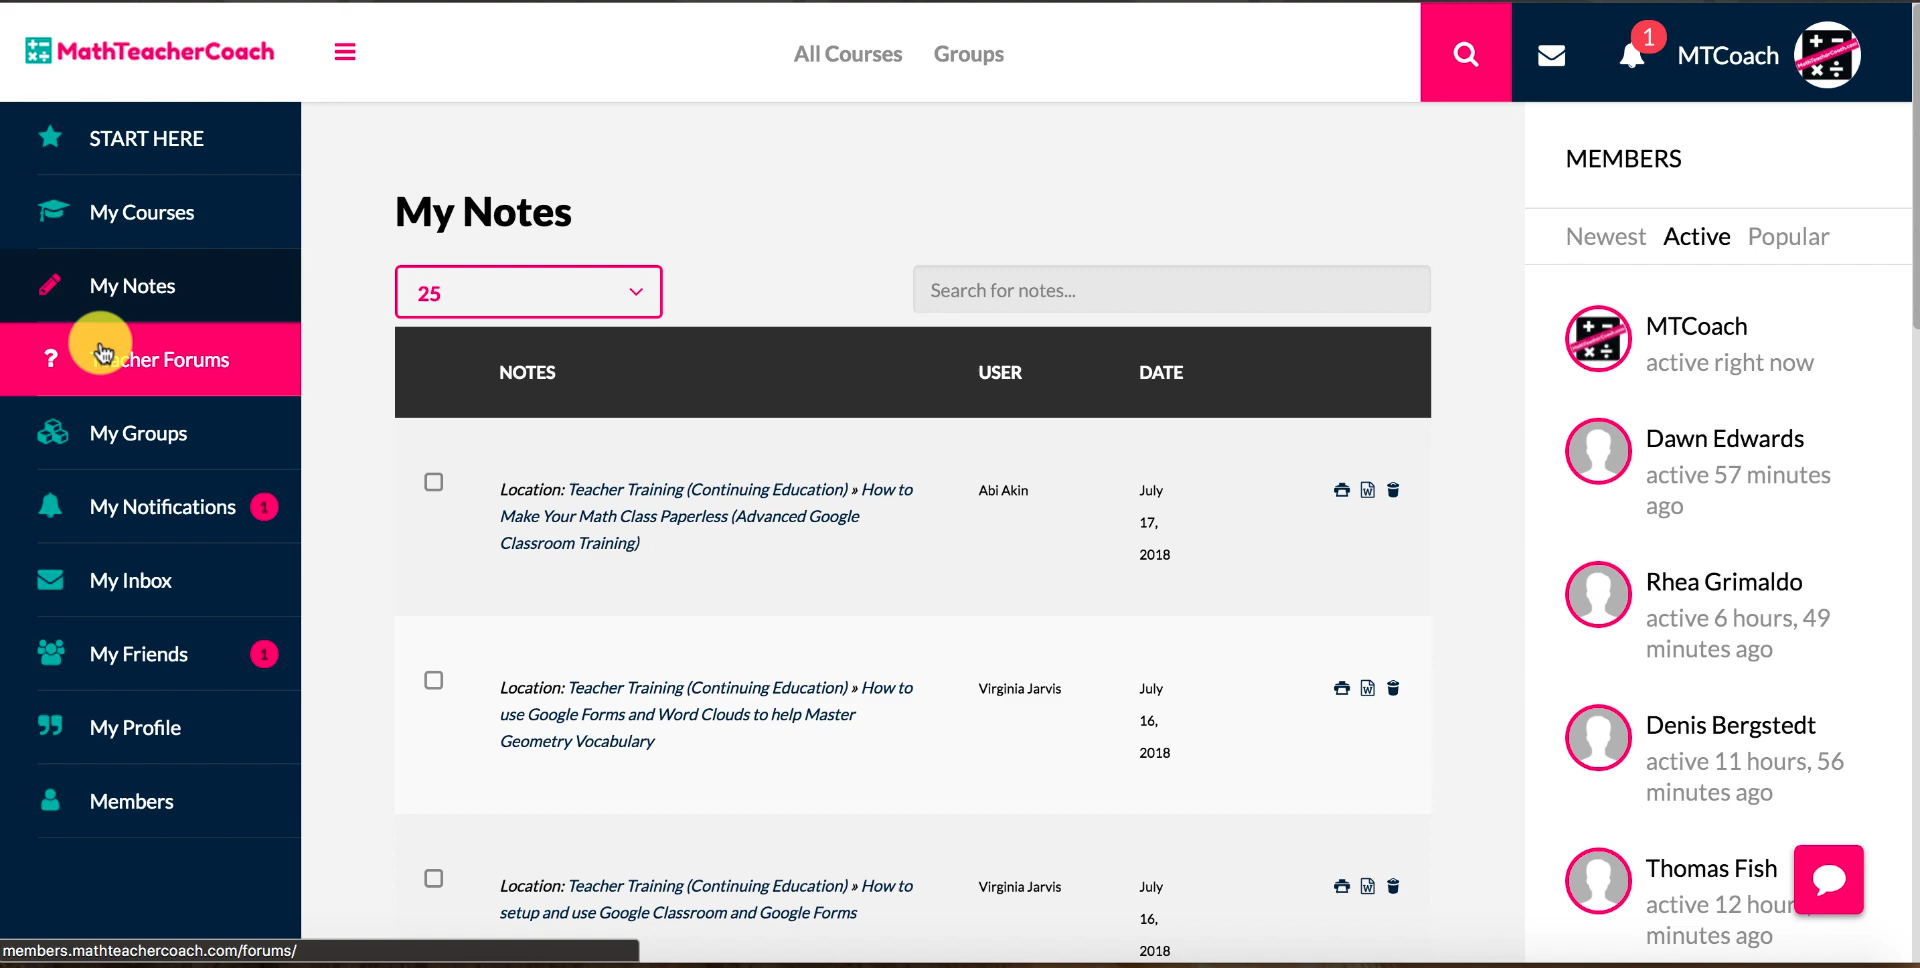 MathTeacherCoach
All Courses
Groups
1
MTCoach
START HERE
My Courses
My Notes
Teacher Forums
My Groups
My Notifications 1
My Inbox
My Friends 1
My Profile
Members
My Notes
25
Search for notes...
NOTES
USER
DATE
Location: Teacher Training (Continuing Education) » How to
Make Your Math Class Paperless (Advanced Google
Classroom Training)
Abi Akin
July
17,
2018
Location: Teacher Training (Continuing Education) » How to
use Google Forms and Word Clouds to help Master
Geometry Vocabulary
Virginia Jarvis
July
16,
2018
Location: Teacher Training (Continuing Education) » How to
setup and use Google Classroom and Google Forms
Virginia Jarvis
July
16,
2018
MEMBERS
Newest Active Popular
MTCoach
active right now
Dawn Edwards
active 57 minutes
ago
Rhea Grimaldo
active 6 hours, 49
minutes ago
Denis Bergstedt
active 11 hours, 56
minutes ago
Thomas Fish
active 12
minutes ago
members.mathteachercoach.com/forums/